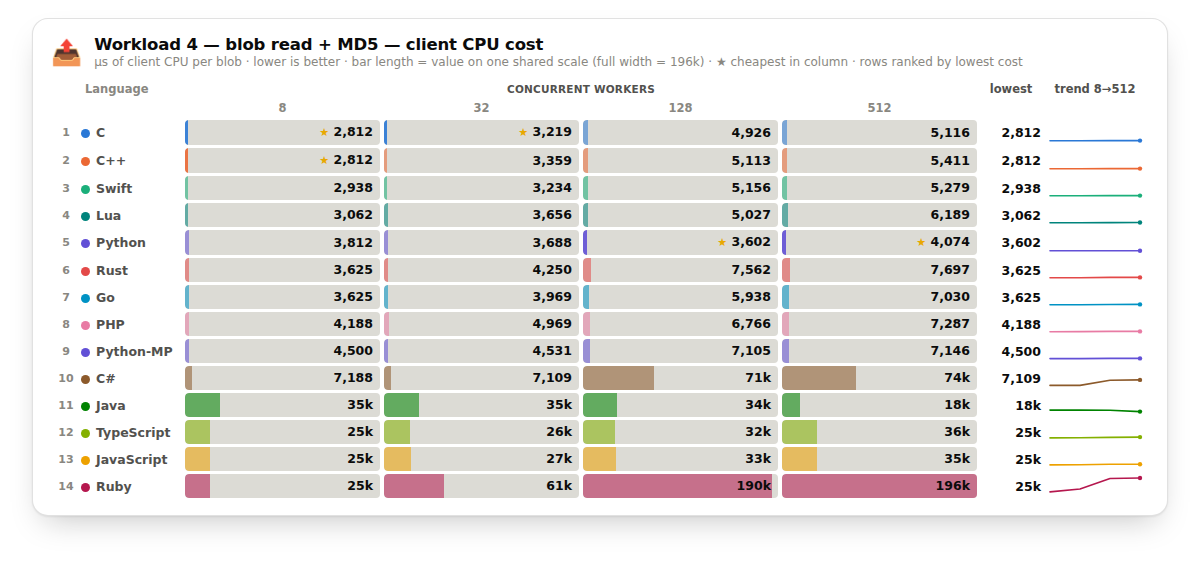 Workload 4 — blob read + MD5 — client CPU cost
µs of client CPU per blob · lower is better · bar length = value on one shared scale (full width = 196k) · ★ cheapest in column · rows ranked by lowest cost
Language CONCURRENT WORKERS lowest trend 8→512
8 32 128 512
1 C ★ 2,812 ★ 3,219 4,926 5,116 2,812
2 C++ ★ 2,812 3,359 5,113 5,411 2,812
3 Swift 2,938 3,234 5,156 5,279 2,938
4 Lua 3,062 3,656 5,027 6,189 3,062
5 Python 3,812 3,688 ★ 3,602 ★ 4,074 3,602
6 Rust 3,625 4,250 7,562 7,697 3,625
7 Go 3,625 3,969 5,938 7,030 3,625
8 PHP 4,188 4,969 6,766 7,287 4,188
9 Python-MP 4,500 4,531 7,105 7,146 4,500
10 C# 7,188 7,109 71k 74k 7,109
11 Java 35k 35k 34k 18k 18k
12 TypeScript 25k 26k 32k 36k 25k
13 JavaScript 25k 27k 33k 35k 25k
14 Ruby 25k 61k 190k 196k 25k